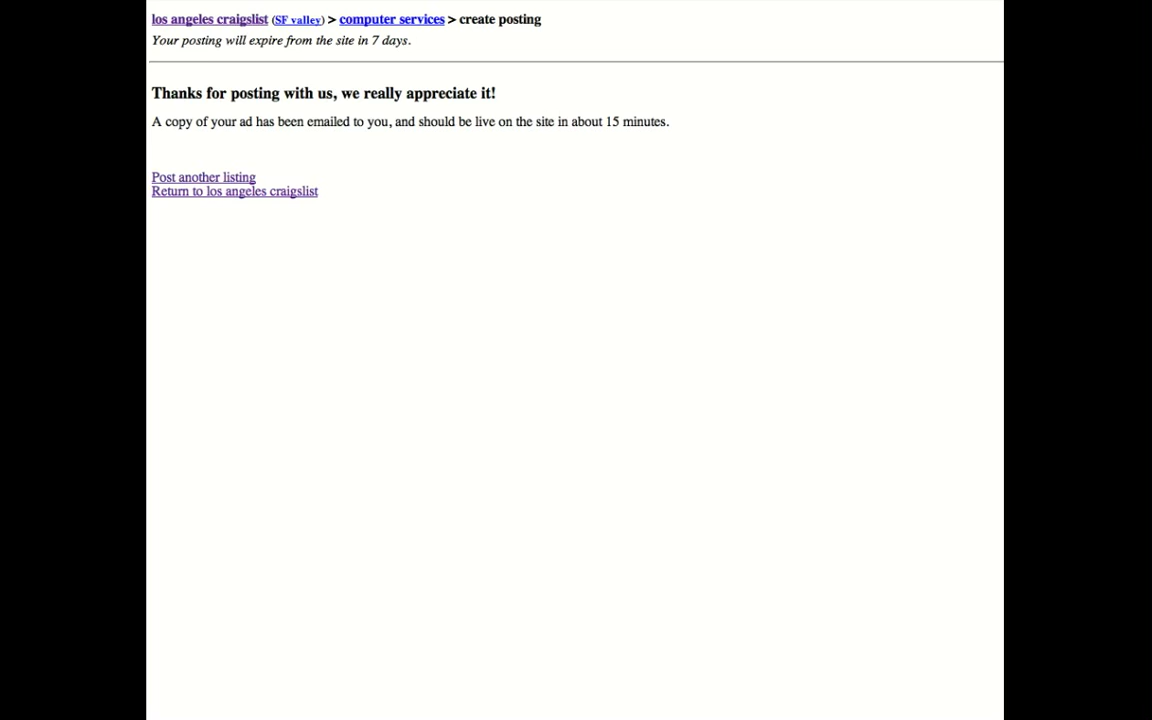 los angeles craigslist (SF valley) > computer services > create posting
Your posting will expire from the site in 7 days.
Thanks for posting with us, we really appreciate it!
A copy of your ad has been emailed to you, and should be live on the site in about 15 minutes.
Post another listing
Return to los angeles craigslist